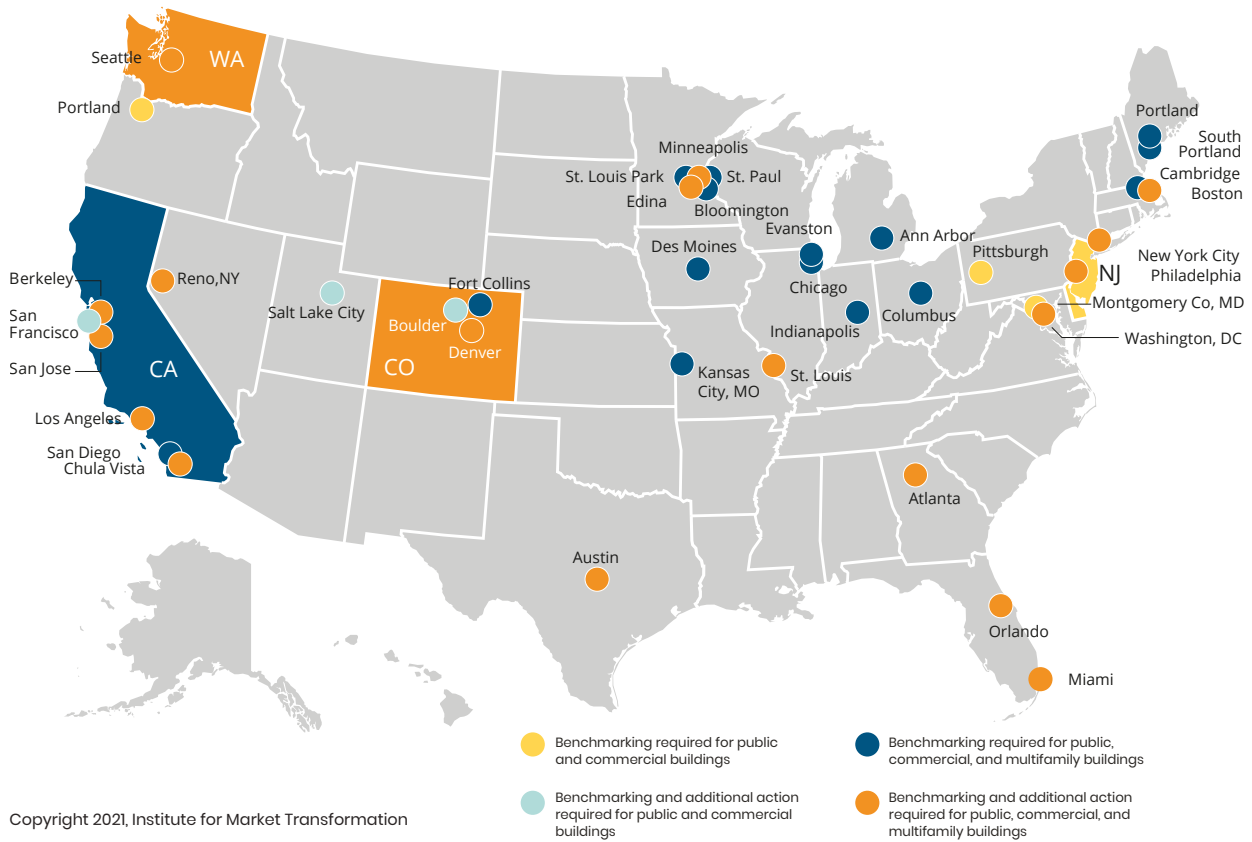 Seattle
WA
Portland
Berkeley
San
Francisco
San Jose
CA
Los Angeles
San Diego
Chula Vista
Reno,NY
Salt Lake City
Fort Collins
Boulder
Denver
CO
Minneapolis
St. Louis Park
St. Paul
Edina
Bloomington
Evanston
Des Moines
Chicago
Ann Arbor
Indianapolis
Columbus
Kansas
City, MO
St. Louis
Pittsburgh
Portland
South
Portland
Cambridge
Boston
New York City
Philadelphia
NJ
Montgomery Co, MD
Washington, DC
Atlanta
Austin
Orlando
Miami
Benchmarking required for public
and commercial buildings
Benchmarking required for public,
commercial, and multifamily buildings
Benchmarking and additional action
required for public and commercial
buildings
Benchmarking and additional action
required for public, commercial, and
multifamily buildings
Copyright 2021, Institute for Market Transformation